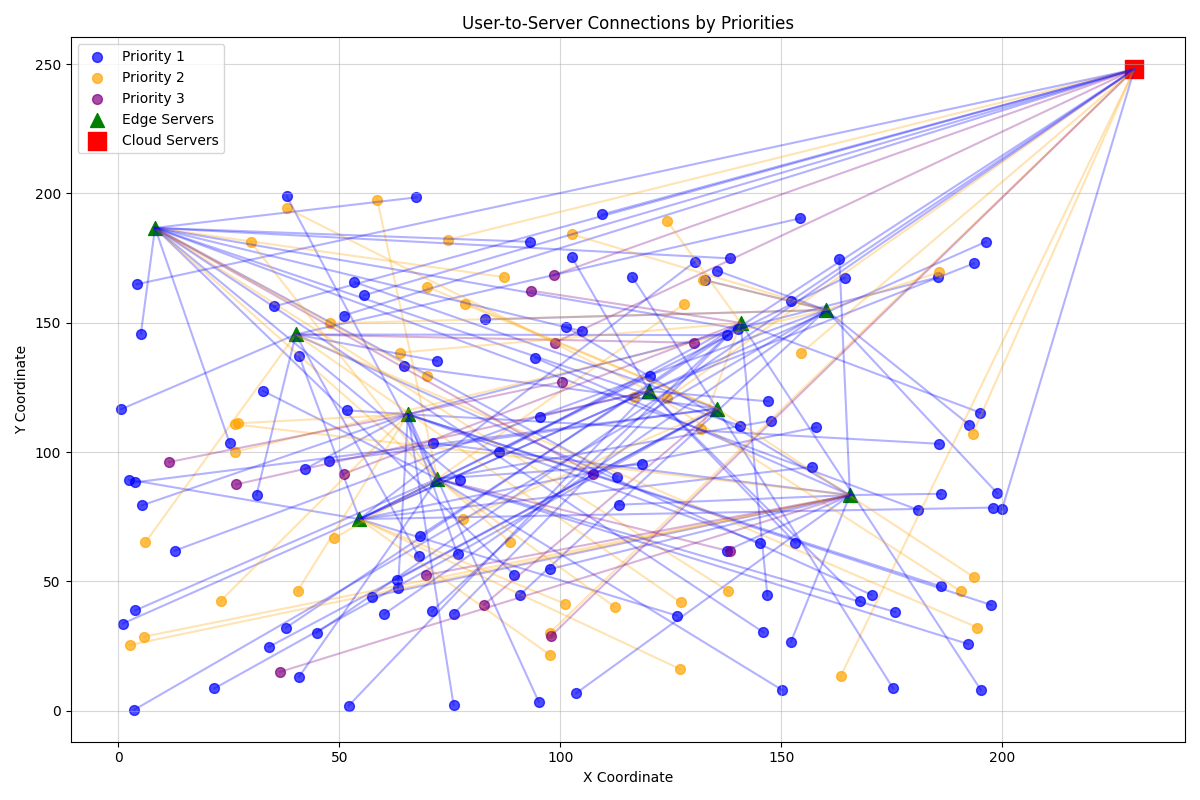 User-to-Server Connections by Priorities
Priority 1
Priority 2
Priority 3
Edge Servers
Cloud Servers
250
200
150
100
50
0
Y Coordinate
0
50
100
150
200
X Coordinate